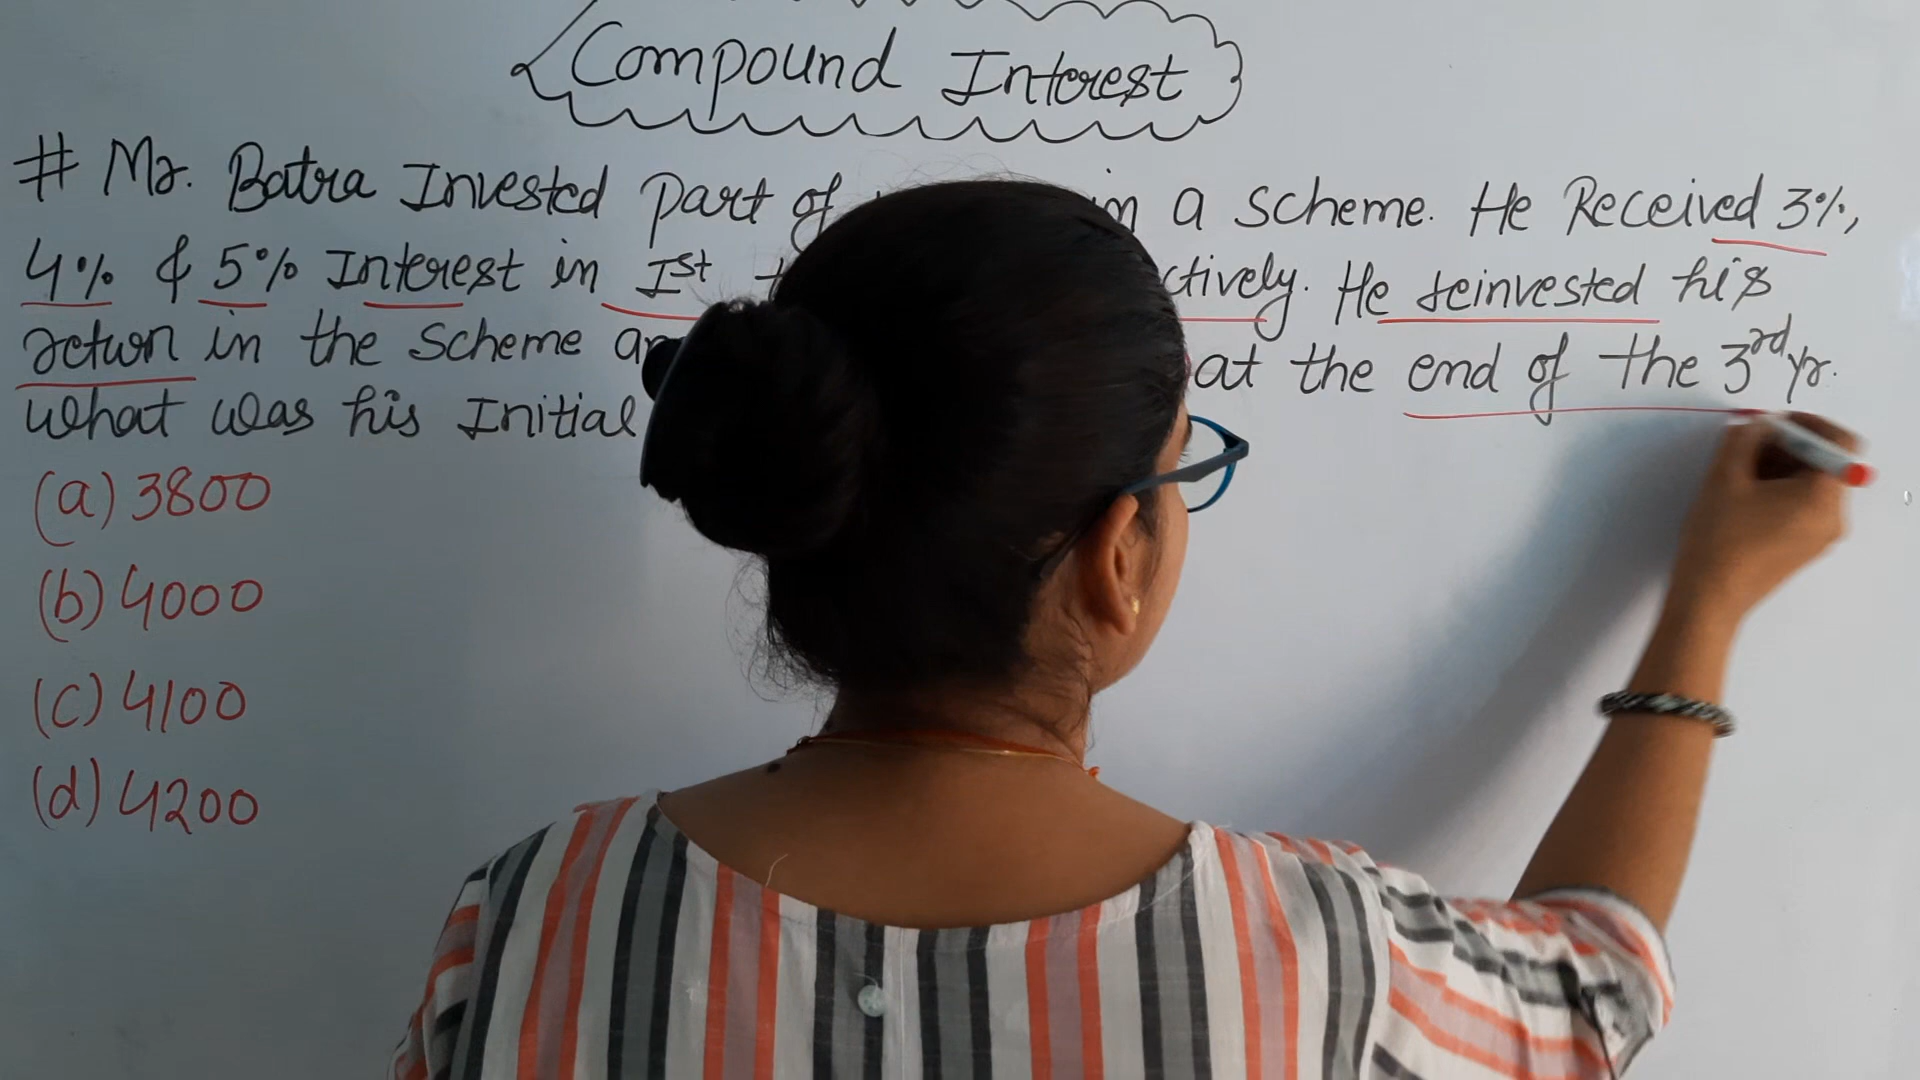 Compound Interest
# Mr. Batra Invested part of in a scheme. He Received 3%,
4% & 5% Interest in Ist He reinvested his
return in the scheme at the end of the 3rd yr.
What was his Initial
(a) 3800
(b) 4000
(c) 4100
(d) 4200